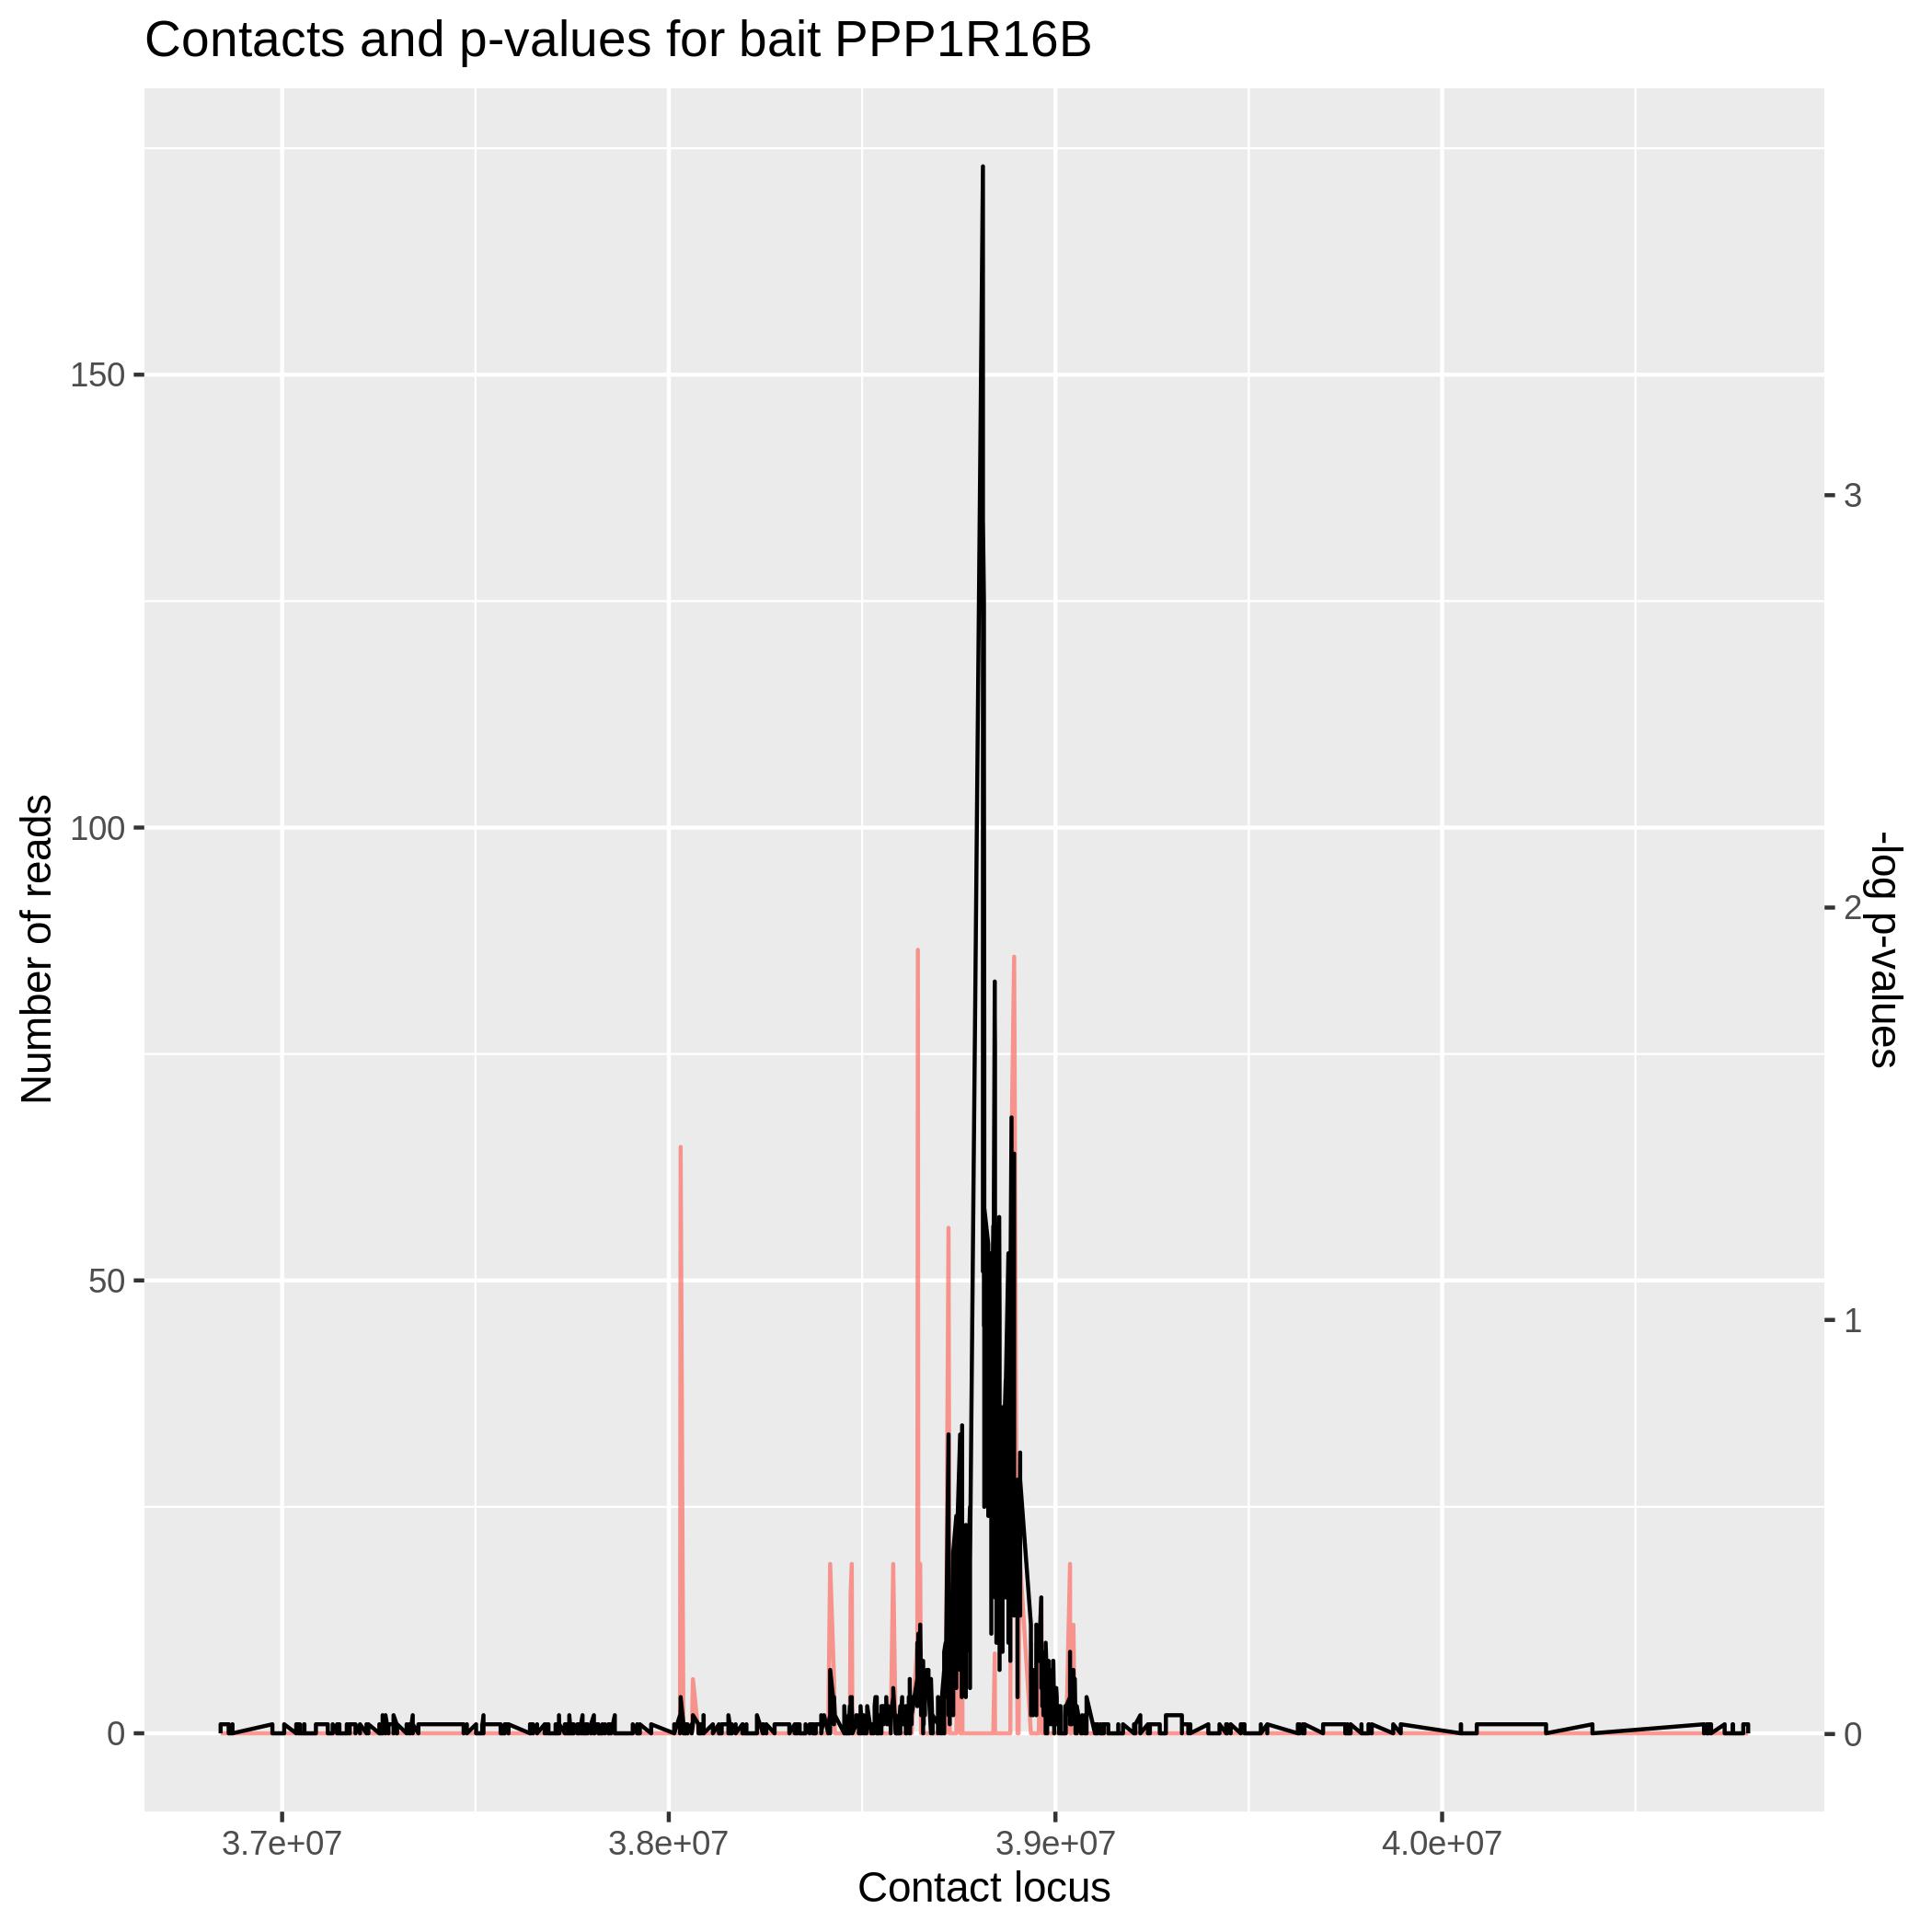 Contacts and p-values for bait PPP1R16B
150
100
50
0
Number of reads
3
2
1
0
-log p-values
3.7e+07
3.8e+07
3.9e+07
4.0e+07
Contact locus